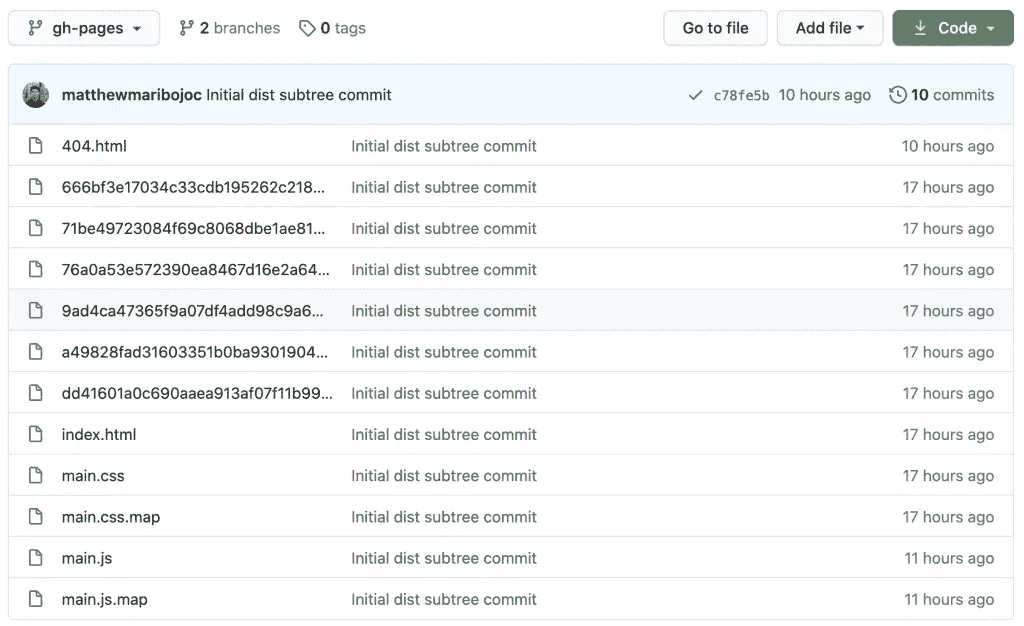 gh-pages 2 branches 0 tags Go to file Add file Code
matthewmaribojoc Initial dist subtree commit c78fe5b 10 hours ago 10 commits
404.html Initial dist subtree commit 10 hours ago
666bf3e17034c33cdb195262c218... Initial dist subtree commit 17 hours ago
71be49723084f69c8068dbe1ae81... Initial dist subtree commit 17 hours ago
76a0a53e572390ea8467d16e2a64... Initial dist subtree commit 17 hours ago
9ad4ca47365f9a07df4add98c9a6... Initial dist subtree commit 17 hours ago
a49828fad31603351b0ba9301904... Initial dist subtree commit 17 hours ago
dd41601a0c690aaea913af07f11b99... Initial dist subtree commit 17 hours ago
index.html Initial dist subtree commit 17 hours ago
main.css Initial dist subtree commit 17 hours ago
main.css.map Initial dist subtree commit 17 hours ago
main.js Initial dist subtree commit 11 hours ago
main.js.map Initial dist subtree commit 11 hours ago